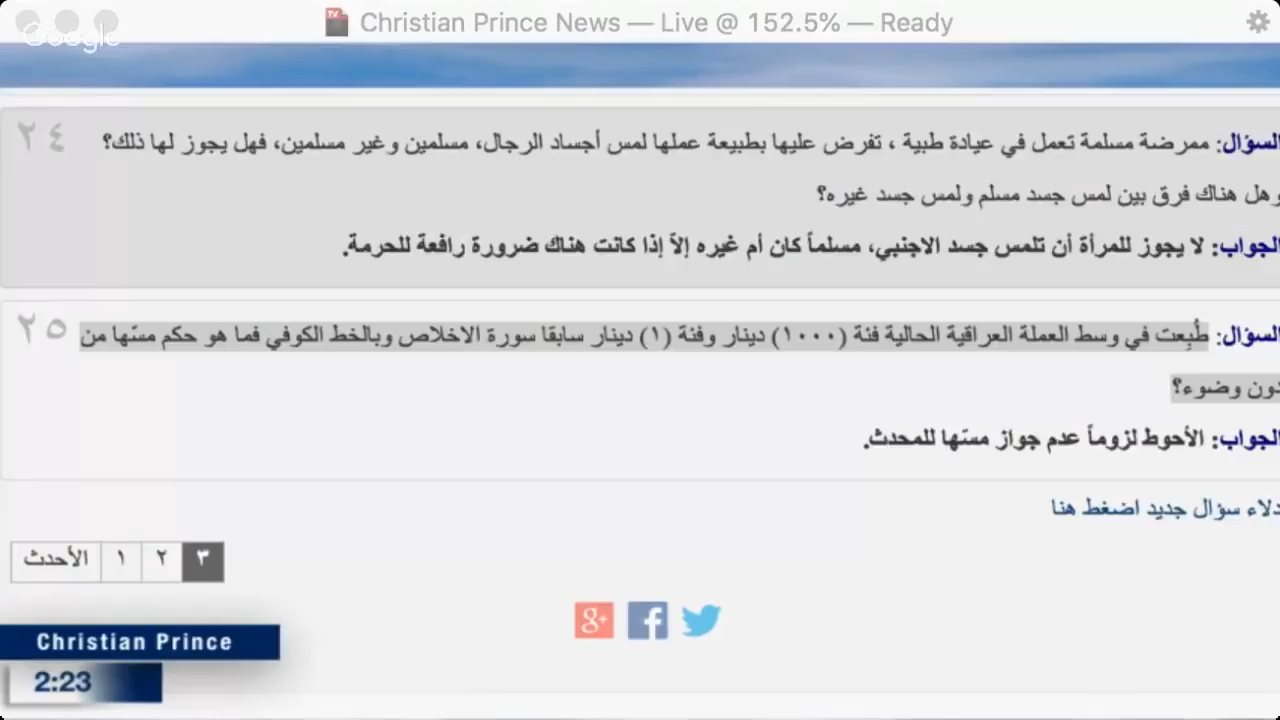 Christian Prince News — Live @ 152.5% — Ready
Google
٢٤
السؤال: ممرضة مسلمة تعمل في عيادة طبية ، تفرض عليها بطبيعة عملها لمس أجساد الرجال، مسلمين وغير مسلمين، فهل يجوز لها ذلك؟
وهل هناك فرق بين لمس جسد مسلم ولمس جسد غيره؟
الجواب: لا يجوز للمرأة أن تلمس جسد الاجنبي، مسلماً كان أم غيره إلاّ إذا كانت هناك ضرورة رافعة للحرمة.
٢٥
السؤال: طُبِعت في وسط العملة العراقية الحالية فئة (١٠٠٠) دينار وفئة (١) دينار سابقا سورة الاخلاص وبالخط الكوفي فما هو حكم مسّها من
دون وضوء؟
الجواب: الأحوط لزوماً عدم جواز مسّها للمحدث.
دلاء سؤال جديد اضغط هنا
٣ ٢ ١ الأحدث
Christian Prince
2:23